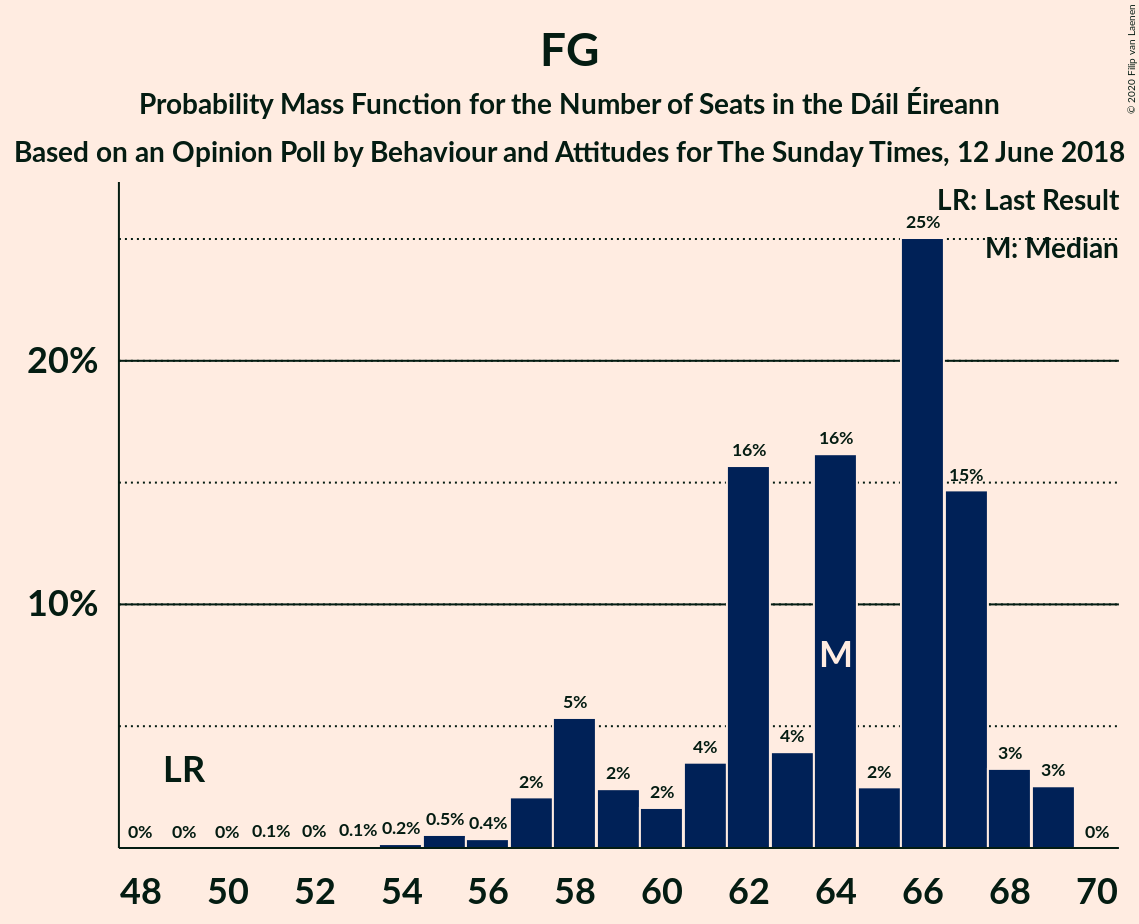 FG
Probability Mass Function for the Number of Seats in the Dáil Éireann
Based on an Opinion Poll by Behaviour and Attitudes for The Sunday Times, 12 June 2018
© 2020 Filip van Laenen
LR: Last Result
M: Median
20%
10%
LR
M
0% 0% 0% 0.1% 0% 0.1% 0.2% 0.5% 0.4% 2% 5% 2% 2% 4% 16% 4% 16% 2% 25% 15% 3% 3% 0%
48 50 52 54 56 58 60 62 64 66 68 70